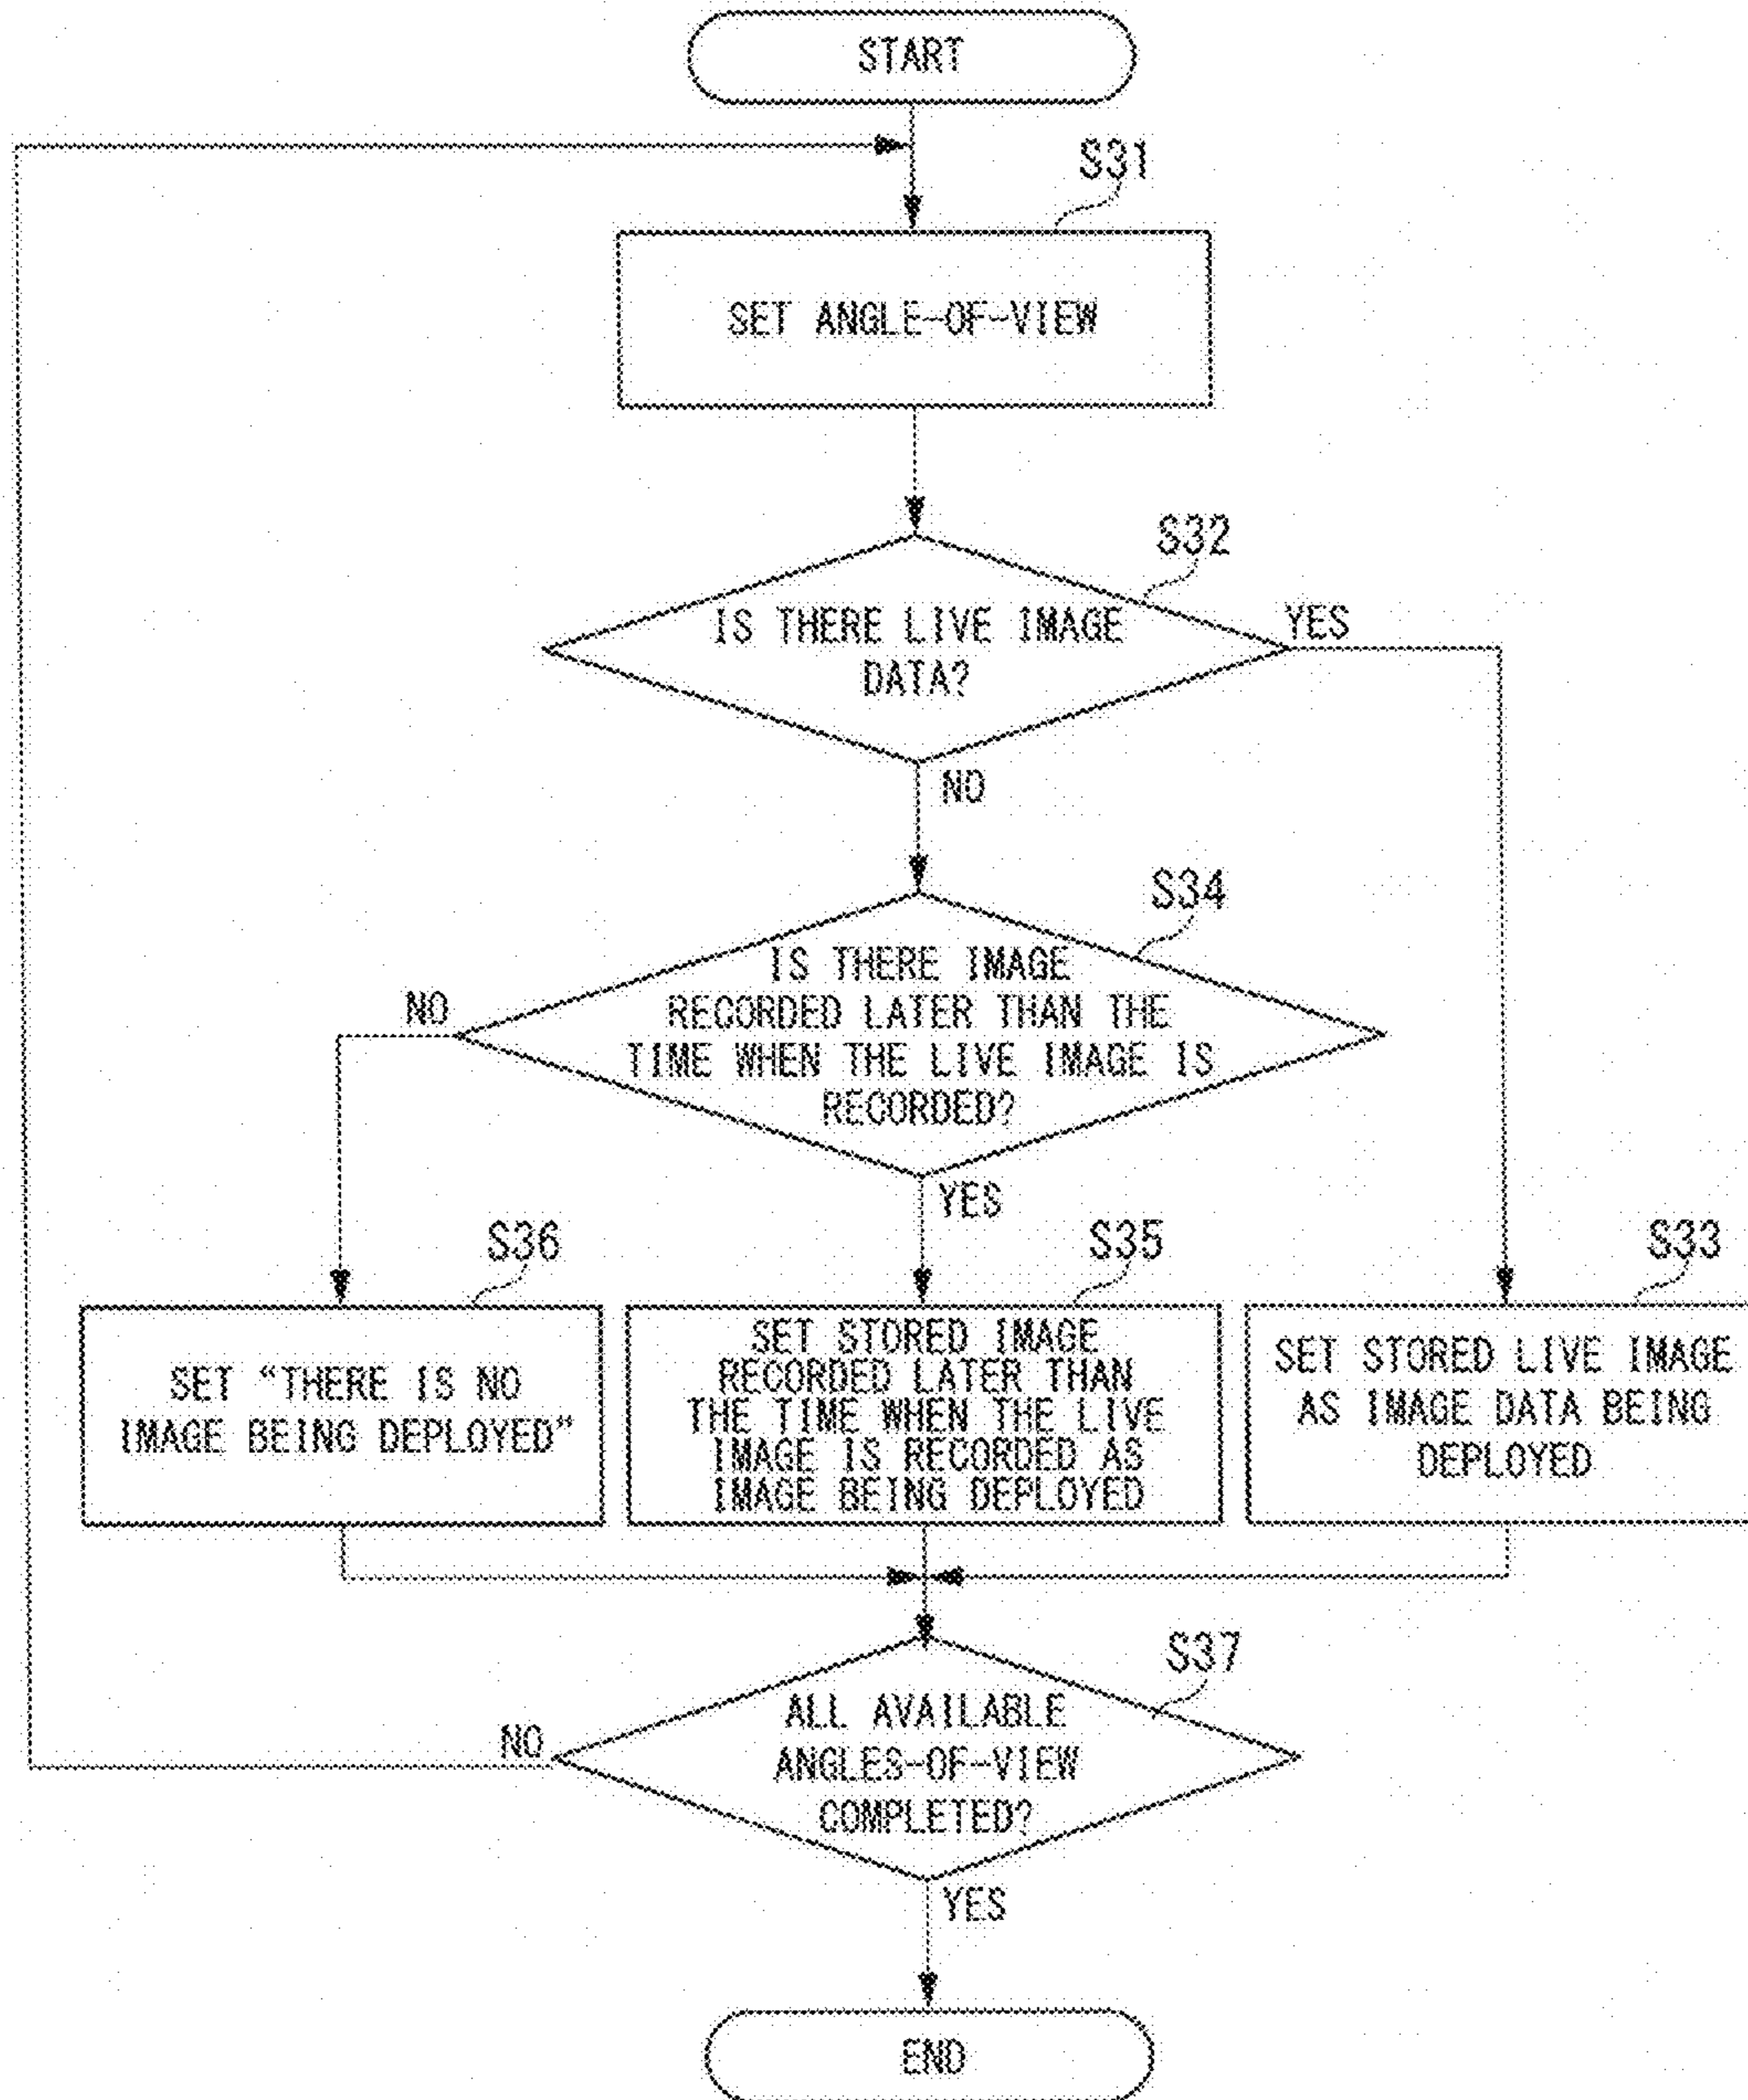 START
S31
SET ANGLE-OF-VIEW
S32
IS THERE LIVE IMAGE
DATA?
YES
NO
S34
IS THERE IMAGE
RECORDED LATER THAN THE
TIME WHEN THE LIVE IMAGE IS
RECORDED?
NO
YES
S36
SET "THERE IS NO
IMAGE BEING DEPLOYED"
S35
SET STORED IMAGE
RECORDED LATER THAN
THE TIME WHEN THE LIVE
IMAGE IS RECORDED AS
IMAGE BEING DEPLOYED
S33
SET STORED LIVE IMAGE
AS IMAGE DATA BEING
DEPLOYED
S37
ALL AVAILABLE
ANGLES-OF-VIEW
COMPLETED?
NO
YES
END